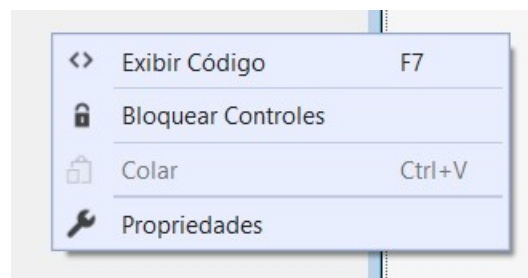 Exibir Código F7
Bloquear Controles
Colar Ctrl+V
Propriedades